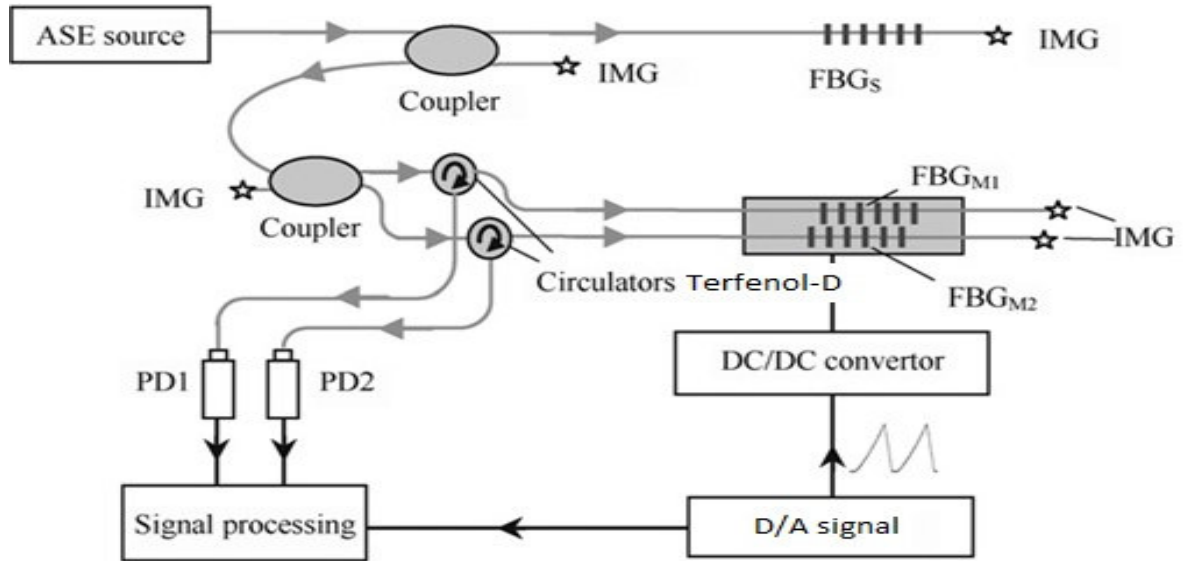 ASE source
IMG
IMG
FBGS
Coupler
IMG
FBGM1
Coupler
IMG
Circulators Terfenol-D
FBGM2
DC/DC convertor
PD1
PD2
Signal processing
D/A signal